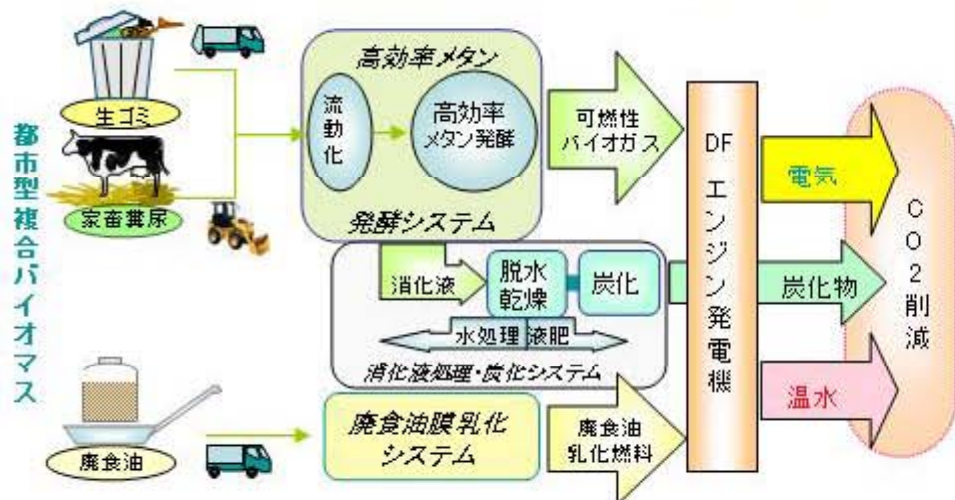 都市型複合バイオマス
生ゴミ
家畜糞尿
廃食油
高効率メタン
流動化
高効率
メタン発酵
発酵システム
消化液
脱水
乾燥
炭化
水処理
液肥
消化液処理・炭化システム
廃食油膜乳化
システム
可燃性
バイオガス
廃食油
乳化燃料
DFエンジン発電機
電気
炭化物
温水
CO2削減